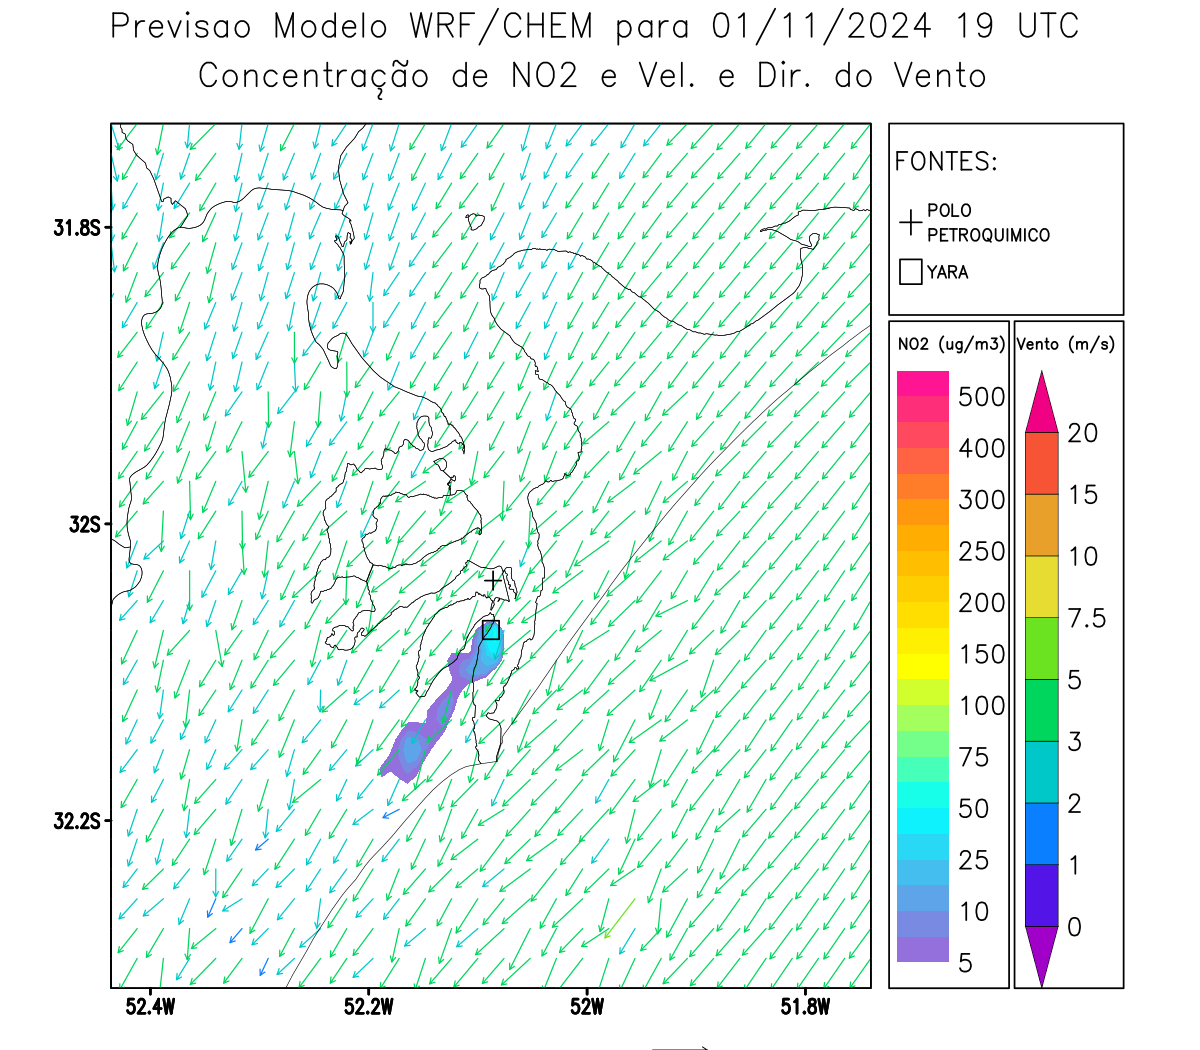 Previsao Modelo WRF/CHEM para 01/11/2024 19 UTC
Concentração de NO2 e Vel. e Dir. do Vento
FONTES:
POLO
PETROQUIMICO
YARA
NO2 (ug/m3)
500
400
300
250
200
150
100
75
50
25
10
5
Vento (m/s)
20
15
10
7.5
5
3
2
1
0
31.8S
32S
32.2S
52.4W
52.2W
52W
51.8W